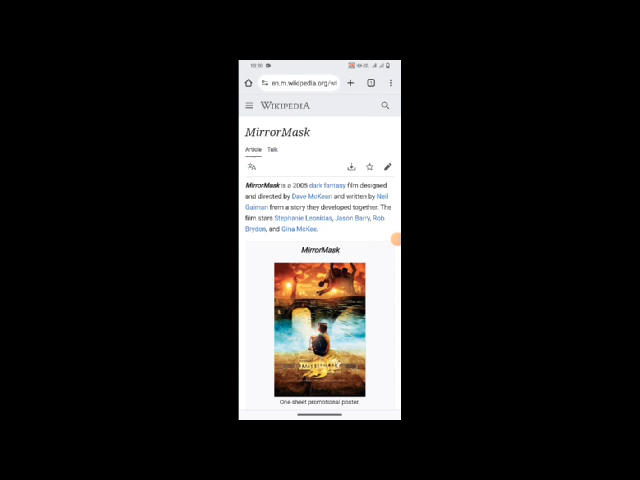 en.m.wikipedia.org/wi
WIKIPEDIA
MirrorMask
Article Talk
MirrorMask is a 2005 dark fantasy film designed
and directed by Dave McKean and written by Neil
Gaiman from a story they developed together. The
film stars Stephanie Leonidas, Jason Barry, Rob
Brydon, and Gina McKee.
MirrorMask
One-sheet promotional poster